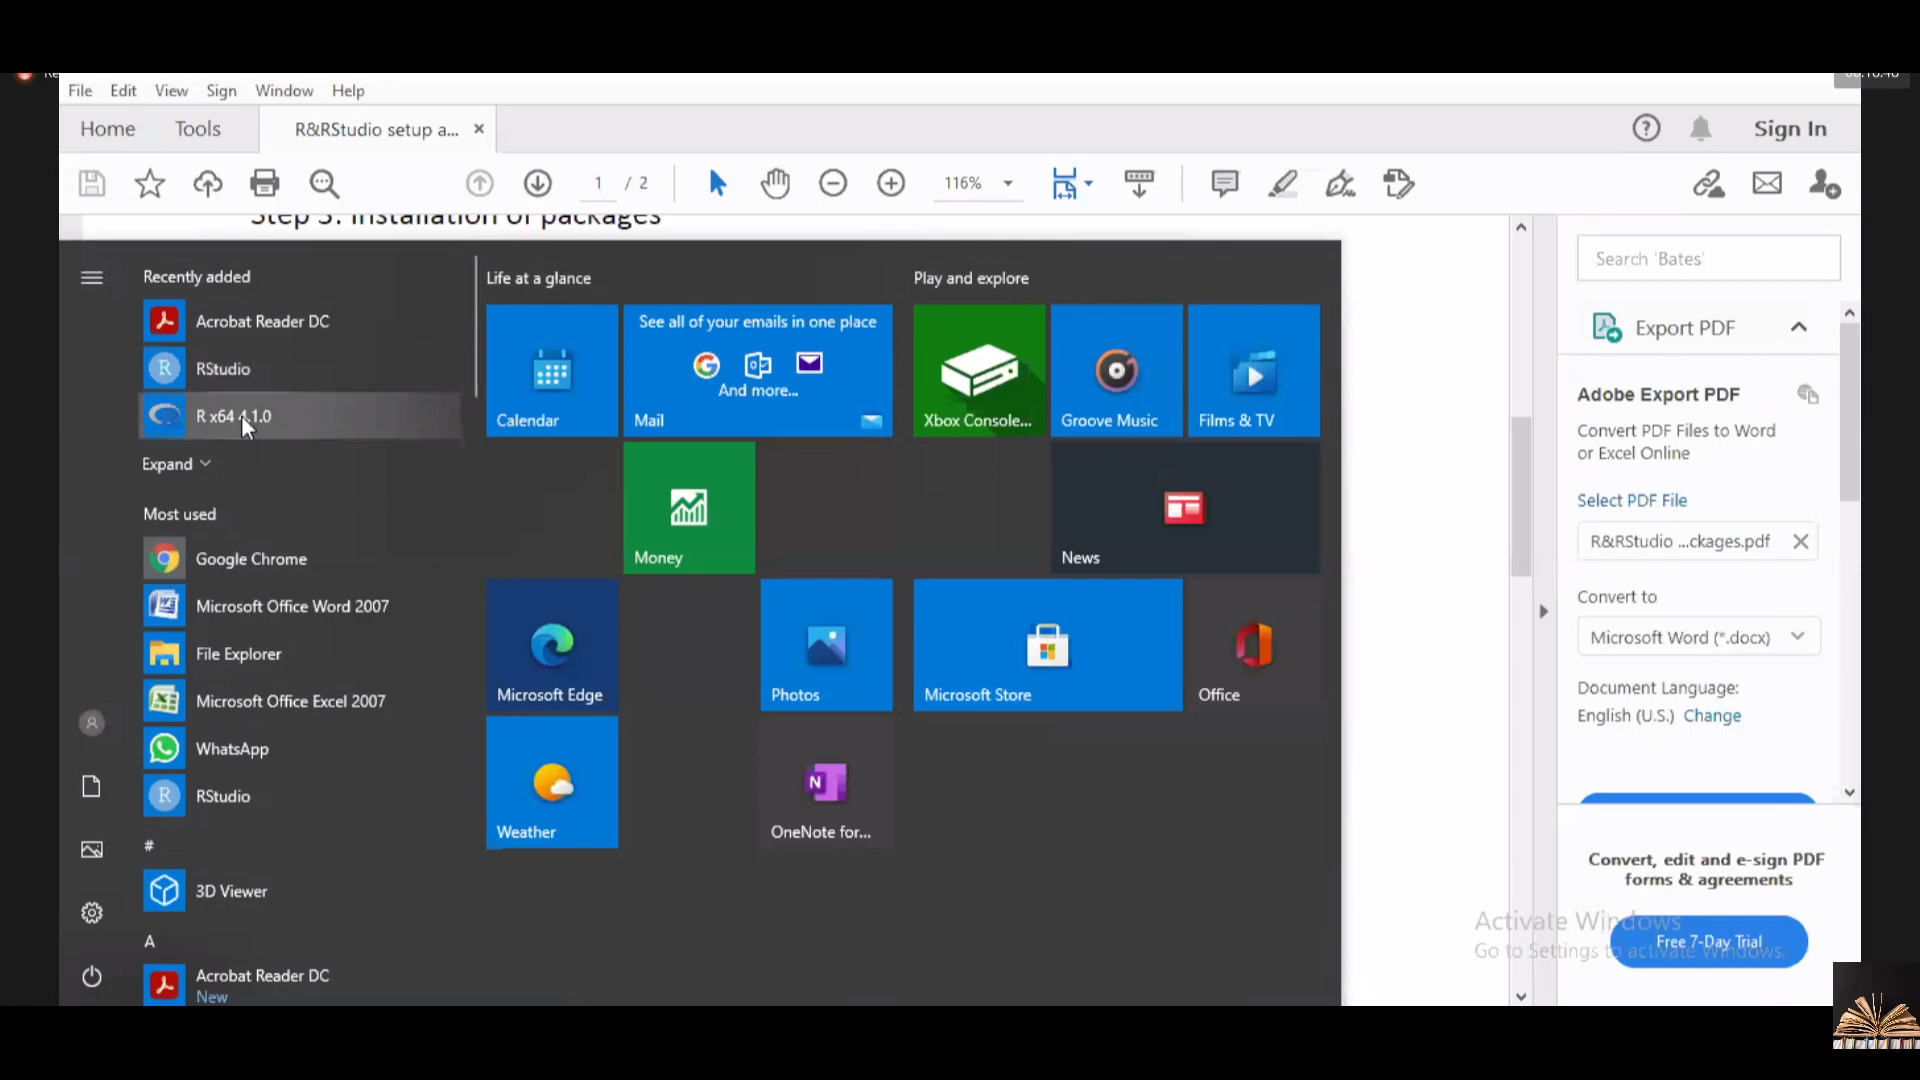 File Edit View Sign Window Help
Home Tools R&RStudio setup a...
Sign In
1 / 2
116%
Step 3: Installation of packages
Recently added
Acrobat Reader DC
RStudio
R x64 4.1.0
Expand
Most used
Google Chrome
Microsoft Office Word 2007
File Explorer
Microsoft Office Excel 2007
WhatsApp
RStudio
#
3D Viewer
A
Acrobat Reader DC
New
Life at a glance
Calendar
See all of your emails in one place
And more...
Mail
Money
Microsoft Edge
Photos
Weather
OneNote for...
Play and explore
Xbox Console...
Groove Music
Films & TV
News
Microsoft Store
Office
Search 'Bates'
Export PDF
Adobe Export PDF
Convert PDF Files to Word
or Excel Online
Select PDF File
R&RStudio ...ckages.pdf
Convert to
Microsoft Word (*.docx)
Document Language:
English (U.S.) Change
Convert, edit and e-sign PDF
forms & agreements
Free 7-Day Trial
Activate Windows
Go to Settings to activate Windows.